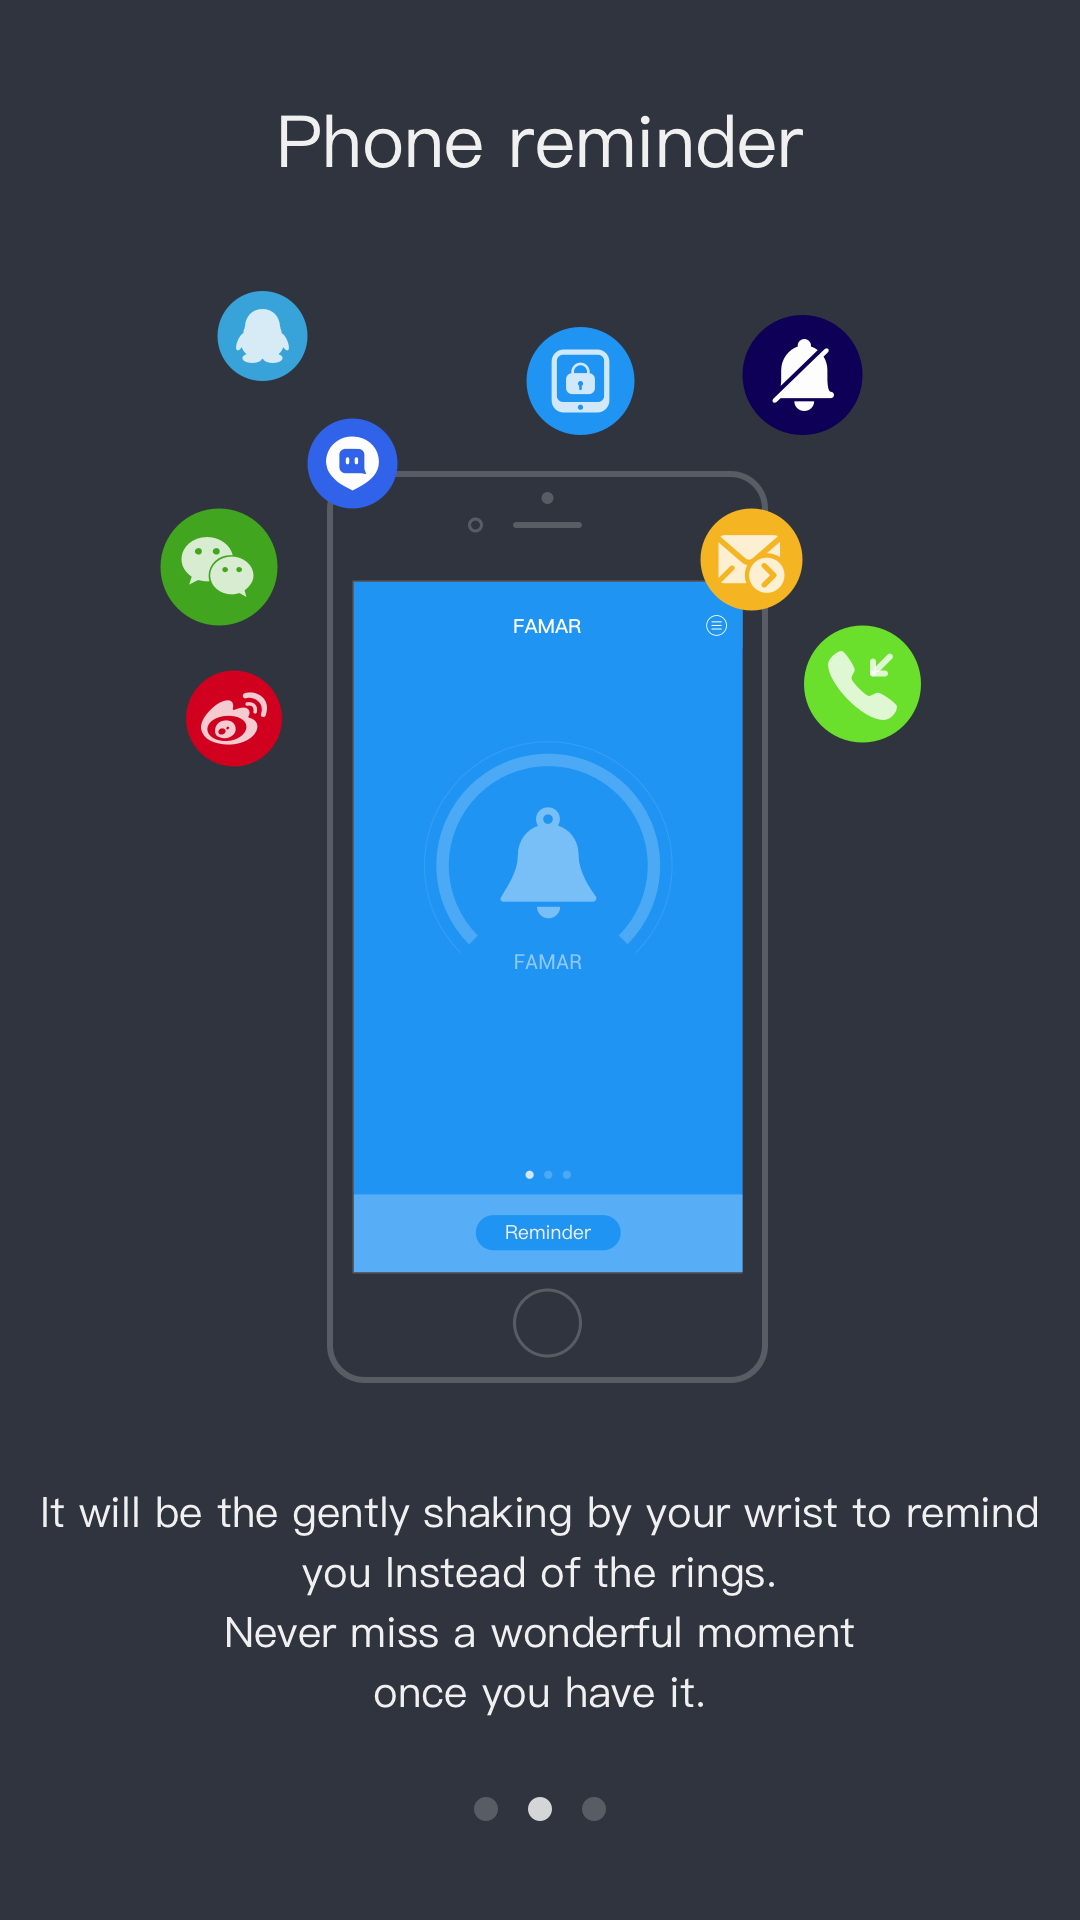 Phone reminder
FAMAR
FAMAR
Reminder
It will be the gently shaking by your wrist to remind
you Instead of the rings.
Never miss a wonderful moment
once you have it.